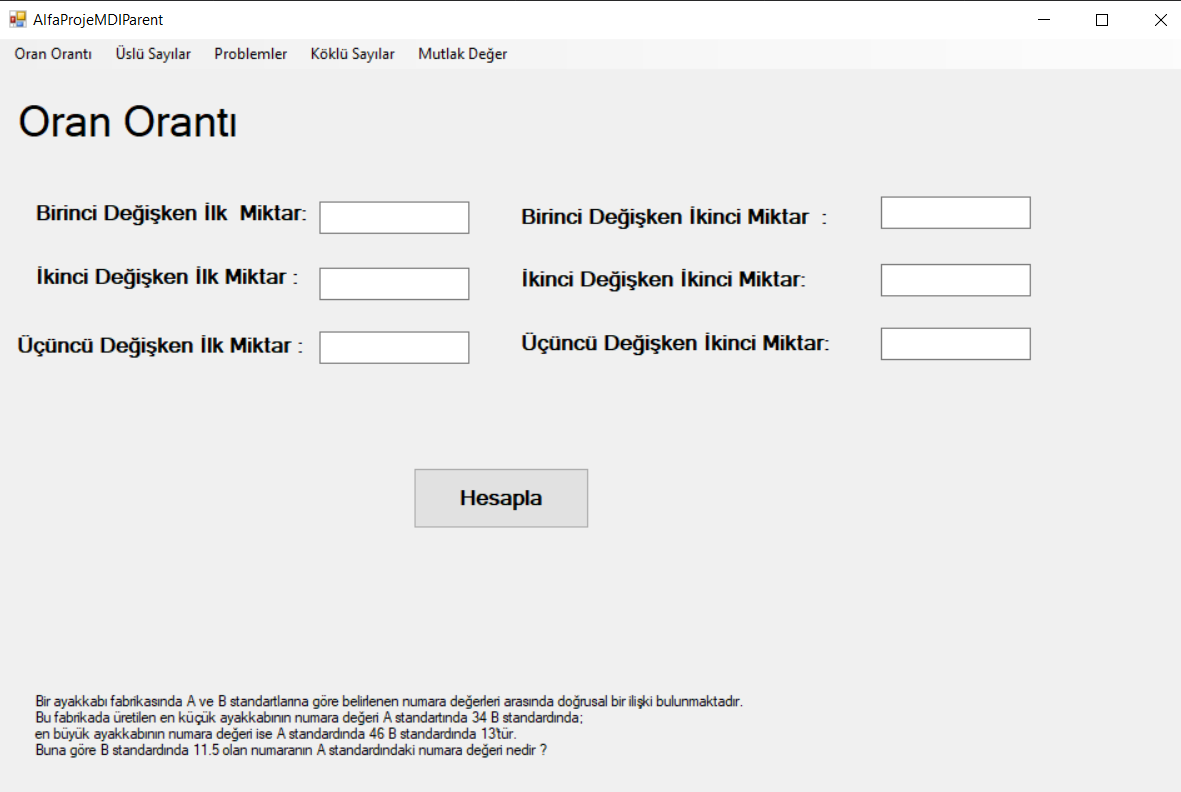 AlfaProjeMDIParent
Oran Orantı Üslü Sayılar Problemler Köklü Sayılar Mutlak Değer
Oran Orantı
Birinci Değişken İlk  Miktar:
Birinci Değişken İkinci Miktar  :
İkinci Değişken İlk Miktar :
İkinci Değişken İkinci Miktar:
Üçüncü Değişken İlk Miktar :
Üçüncü Değişken İkinci Miktar:
Hesapla
Bir ayakkabı fabrikasında A ve B standartlarına göre belirlenen numara değerleri arasında doğrusal bir ilişki bulunmaktadır.
Bu fabrikada üretilen en küçük ayakkabının numara değeri A standartında 34 B standardında;
en büyük ayakkabının numara değeri ise A standardında 46 B standardında 13'tür.
Buna göre B standardında 11.5 olan numaranın A standardındaki numara değeri nedir ?